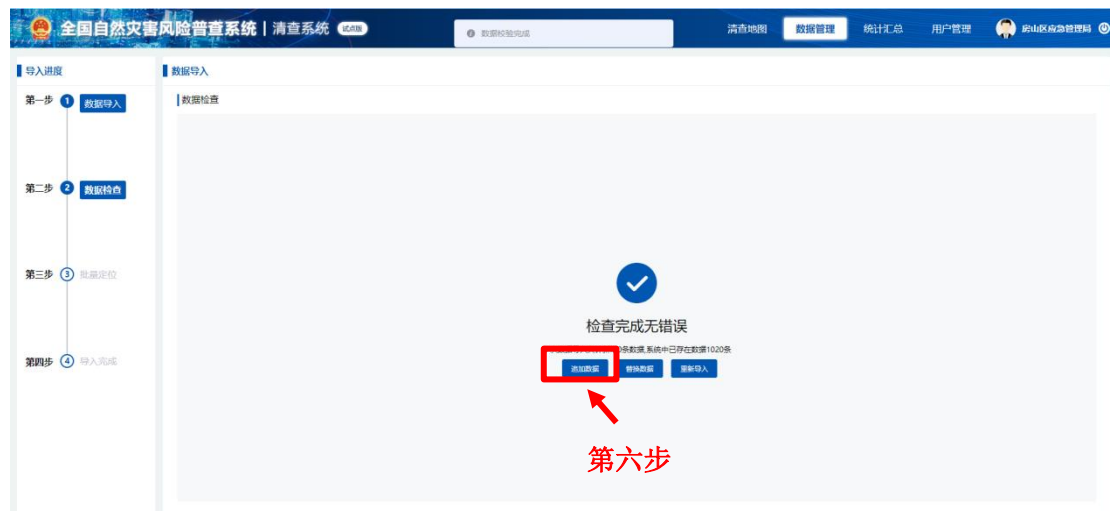 全国自然灾害风险普查系统 | 清查系统 试点版
数据校验完成
清查地图 数据管理 统计汇总 用户管理 房山区应急管理局
导入进度
数据导入
第一步 1 数据导入
数据检查
第二步 2 数据检查
第三步 3 批量定位
第四步 4 导入完成
检查完成无错误
0条数据,系统中已存在数据1020条
追加数据 替换数据 重新导入
第六步